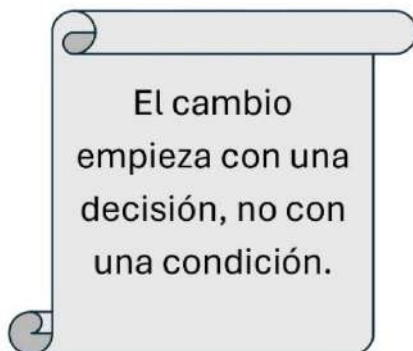 El cambio
empieza con una
decisión, no con
una condición.